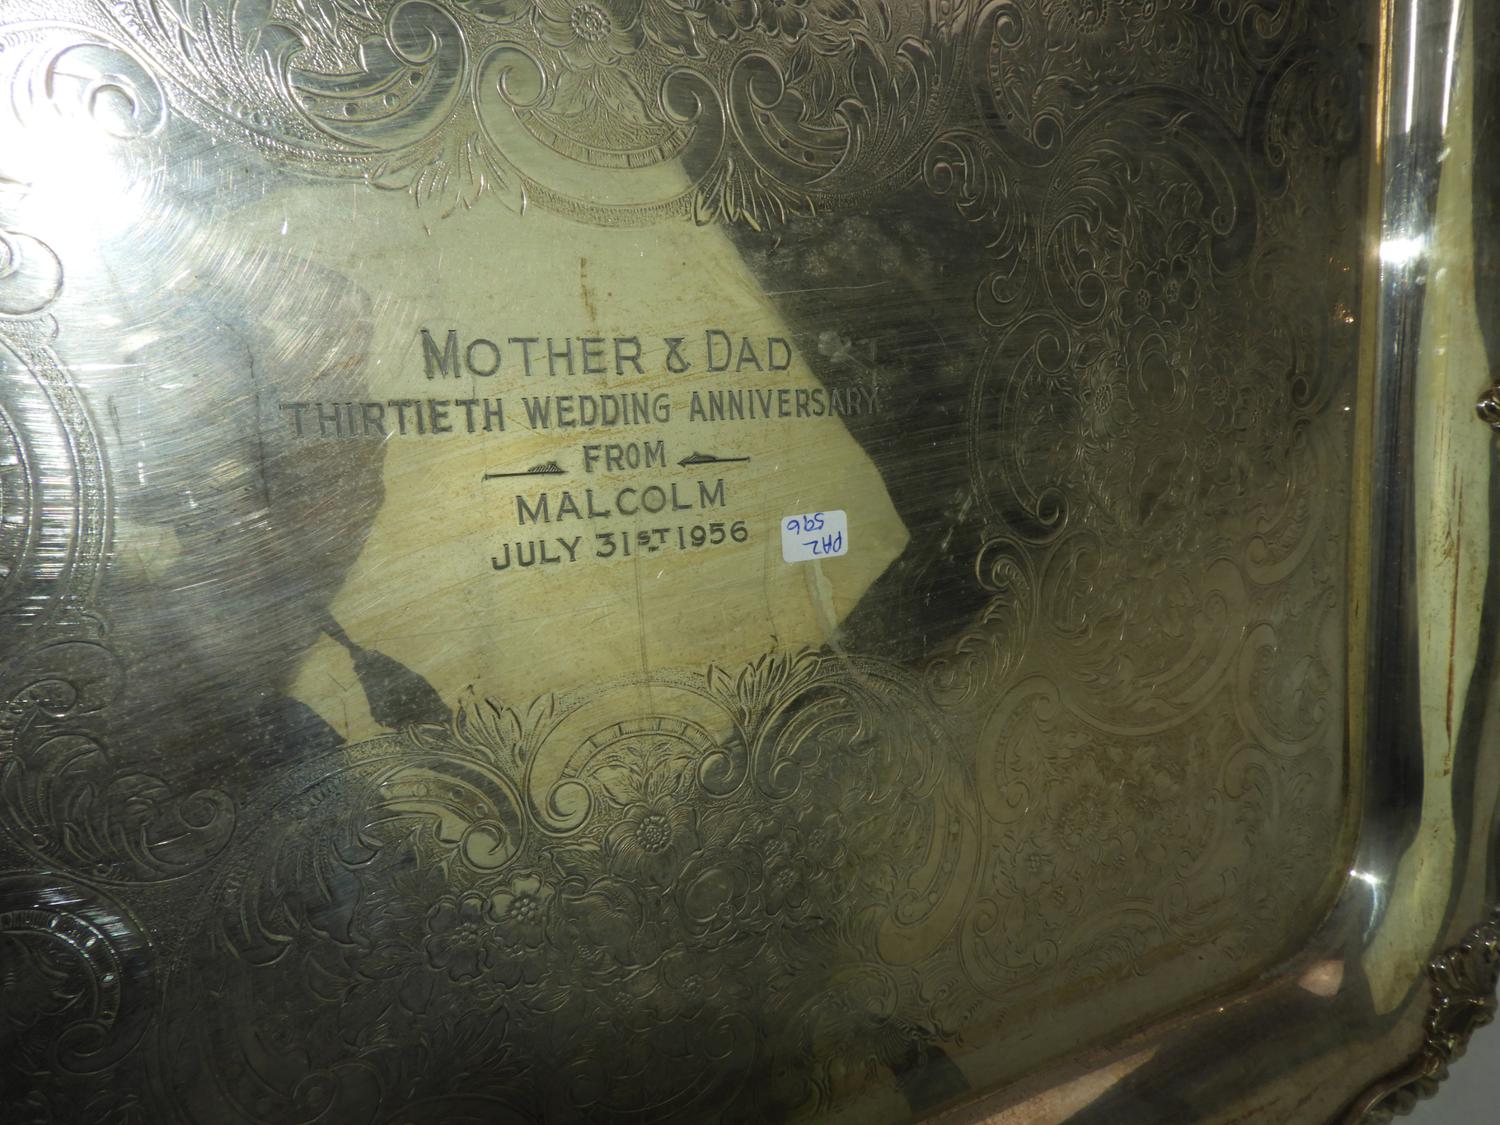 MOTHER & DAD
THIRTIETH WEDDING ANNIVERSARY
FROM
MALCOLM
JULY 31ST 1956
PA2
596